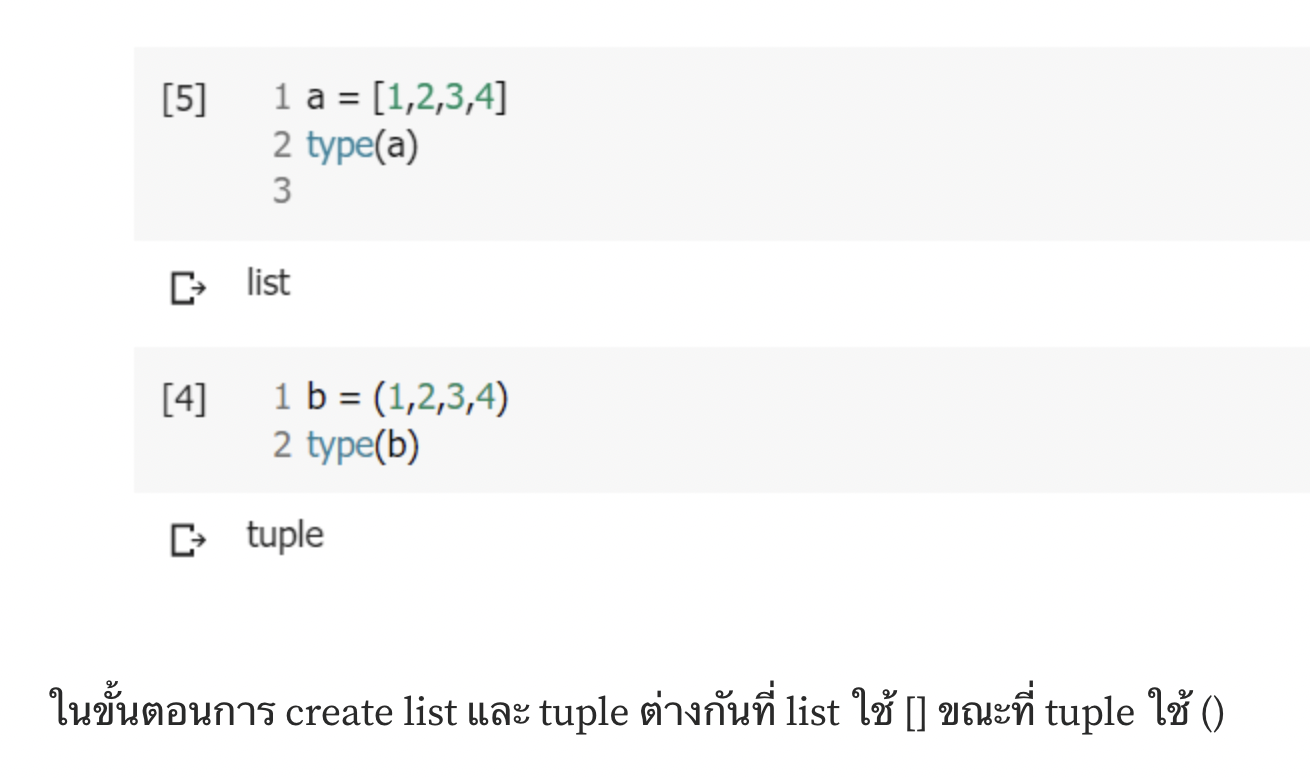 [5] 1 a = [1,2,3,4]
2 type(a)
3
list
[4] 1 b = (1,2,3,4)
2 type(b)
tuple
ในขั้นตอนการ create list และ tuple ต่างกันที่ list ใช้ [] ขณะที่ tuple ใช้ ()